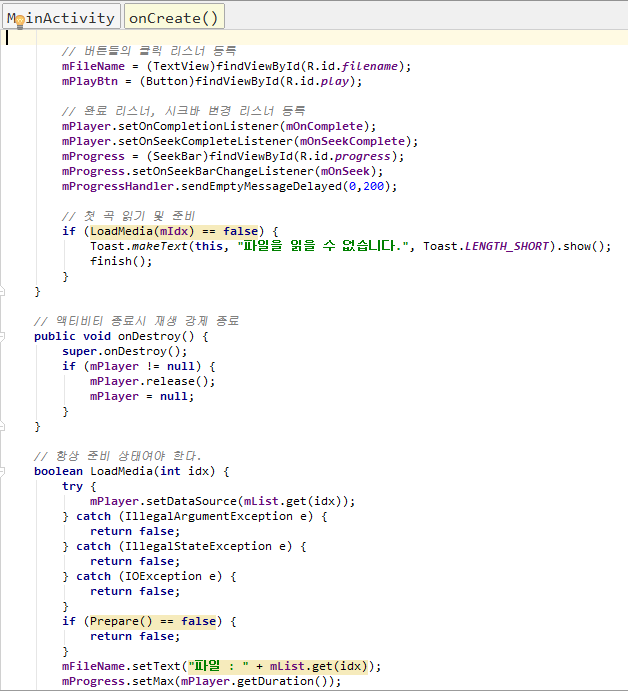 MainActivity onCreate()
// 버튼들의 클릭 리스너 등록
mFileName = (TextView)findViewById(R.id.filename);
mPlayBtn = (Button)findViewById(R.id.play);
// 완료 리스너, 시크바 변경 리스너 등록
mPlayer.setOnCompletionListener(mOnComplete);
mPlayer.setOnSeekCompleteListener(mOnSeekComplete);
mProgress = (SeekBar)findViewById(R.id.progress);
mProgress.setOnSeekBarChangeListener(mOnSeek);
mProgressHandler.sendEmptyMessageDelayed(0,200);
// 첫 곡 읽기 및 준비
if (LoadMedia(mIdx) == false) {
Toast.makeText(this, "파일을 읽을 수 없습니다.", Toast.LENGTH_SHORT).show();
finish();
}
}
// 액티비티 종료시 재생 강제 종료
public void onDestroy() {
super.onDestroy();
if (mPlayer != null) {
mPlayer.release();
mPlayer = null;
}
}
// 항상 준비 상태여야 한다.
boolean LoadMedia(int idx) {
try {
mPlayer.setDataSource(mList.get(idx));
} catch (IllegalArgumentException e) {
return false;
} catch (IllegalStateException e) {
return false;
} catch (IOException e) {
return false;
}
if (Prepare() == false) {
return false;
}
mFileName.setText("파일 : " + mList.get(idx));
mProgress.setMax(mPlayer.getDuration());